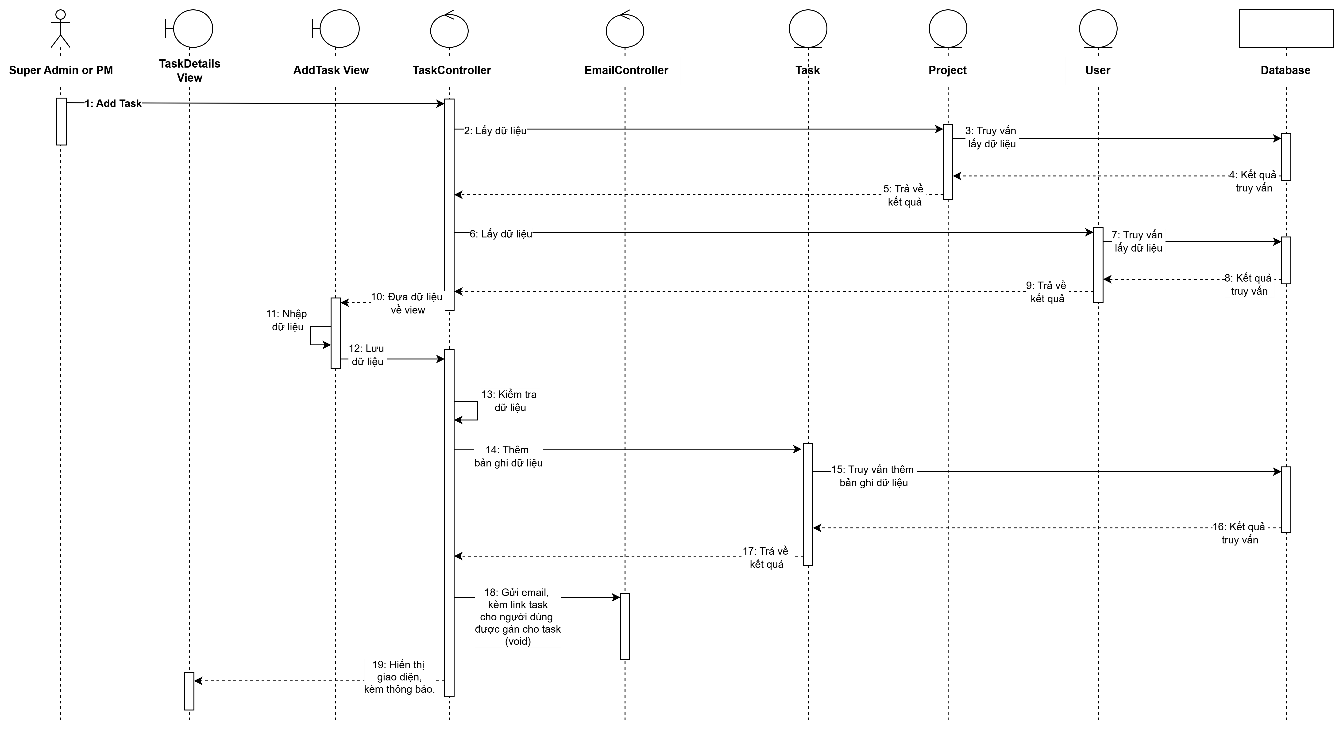 Super Admin or PM
TaskDetails
View
AddTask View
TaskController
EmailController
Task
Project
User
Database
1: Add Task
2: Lấy dữ liệu
3: Truy vấn
lấy dữ liệu
4: Kết quả
truy vấn
5: Trả về
kết quả
6: Lấy dữ liệu
7: Truy vấn
lấy dữ liệu
8: Kết quả
truy vấn
9: Trả về
kết quả
10: Đưa dữ liệu
về view
11: Nhập
dữ liệu
12: Lưu
dữ liệu
13: Kiểm tra
dữ liệu
14: Thêm
bản ghi dữ liệu
15: Truy vấn thêm
bản ghi dữ liệu
16: Kết quả
truy vấn
17: Trả về
kết quả
18: Gửi email,
kèm link task
cho người dùng
được gán cho task
(void)
19: Hiển thị
giao diện,
kèm thông báo.